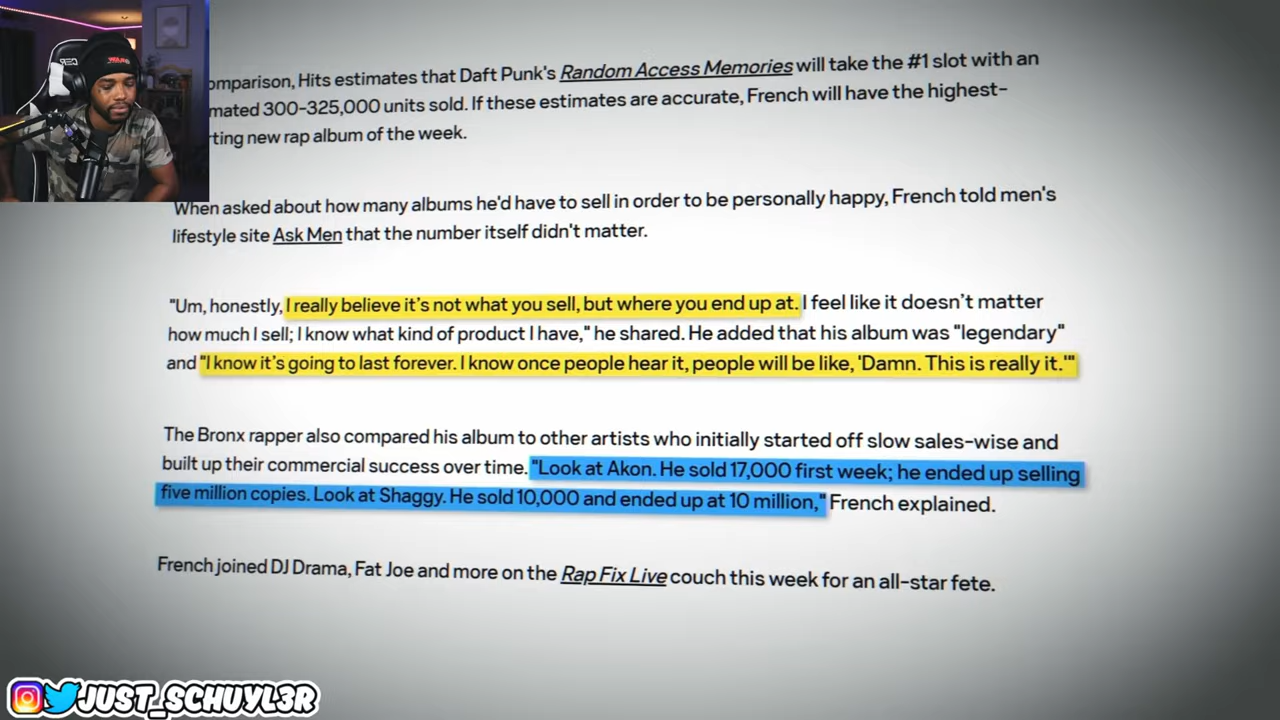 omparison, Hits estimates that Daft Punk's Random Access Memories will take the #1 slot with an
mated 300-325,000 units sold. If these estimates are accurate, French will have the highest-
rting new rap album of the week.
When asked about how many albums he'd have to sell in order to be personally happy, French told men's
lifestyle site Ask Men that the number itself didn't matter.
"Um, honestly, I really believe it's not what you sell, but where you end up at. I feel like it doesn't matter
how much I sell; I know what kind of product I have," he shared. He added that his album was "legendary"
and "I know it's going to last forever. I know once people hear it, people will be like, 'Damn. This is really it.'"
The Bronx rapper also compared his album to other artists who initially started off slow sales-wise and
built up their commercial success over time. "Look at Akon. He sold 17,000 first week; he ended up selling
five million copies. Look at Shaggy. He sold 10,000 and ended up at 10 million," French explained.
French joined DJ Drama, Fat Joe and more on the Rap Fix Live couch this week for an all-star fete.
JUST_SCHUYL3R